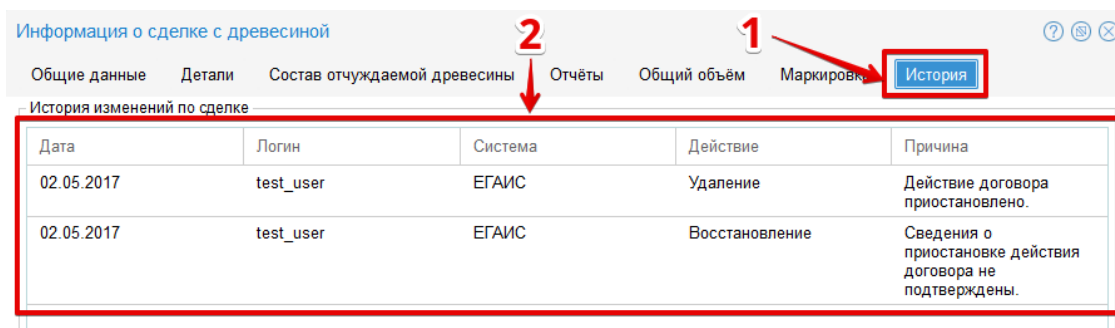 Информация о сделке с древесиной
2
1
Общие данные Детали Состав отчуждаемой древесины Отчёты Общий объём Маркировка История
История изменений по сделке
Дата Логин Система Действие Причина
02.05.2017 test_user ЕГАИС Удаление Действие договора
приостановлено.
02.05.2017 test_user ЕГАИС Восстановление Сведения о
приостановке действия
договора не
подтверждены.